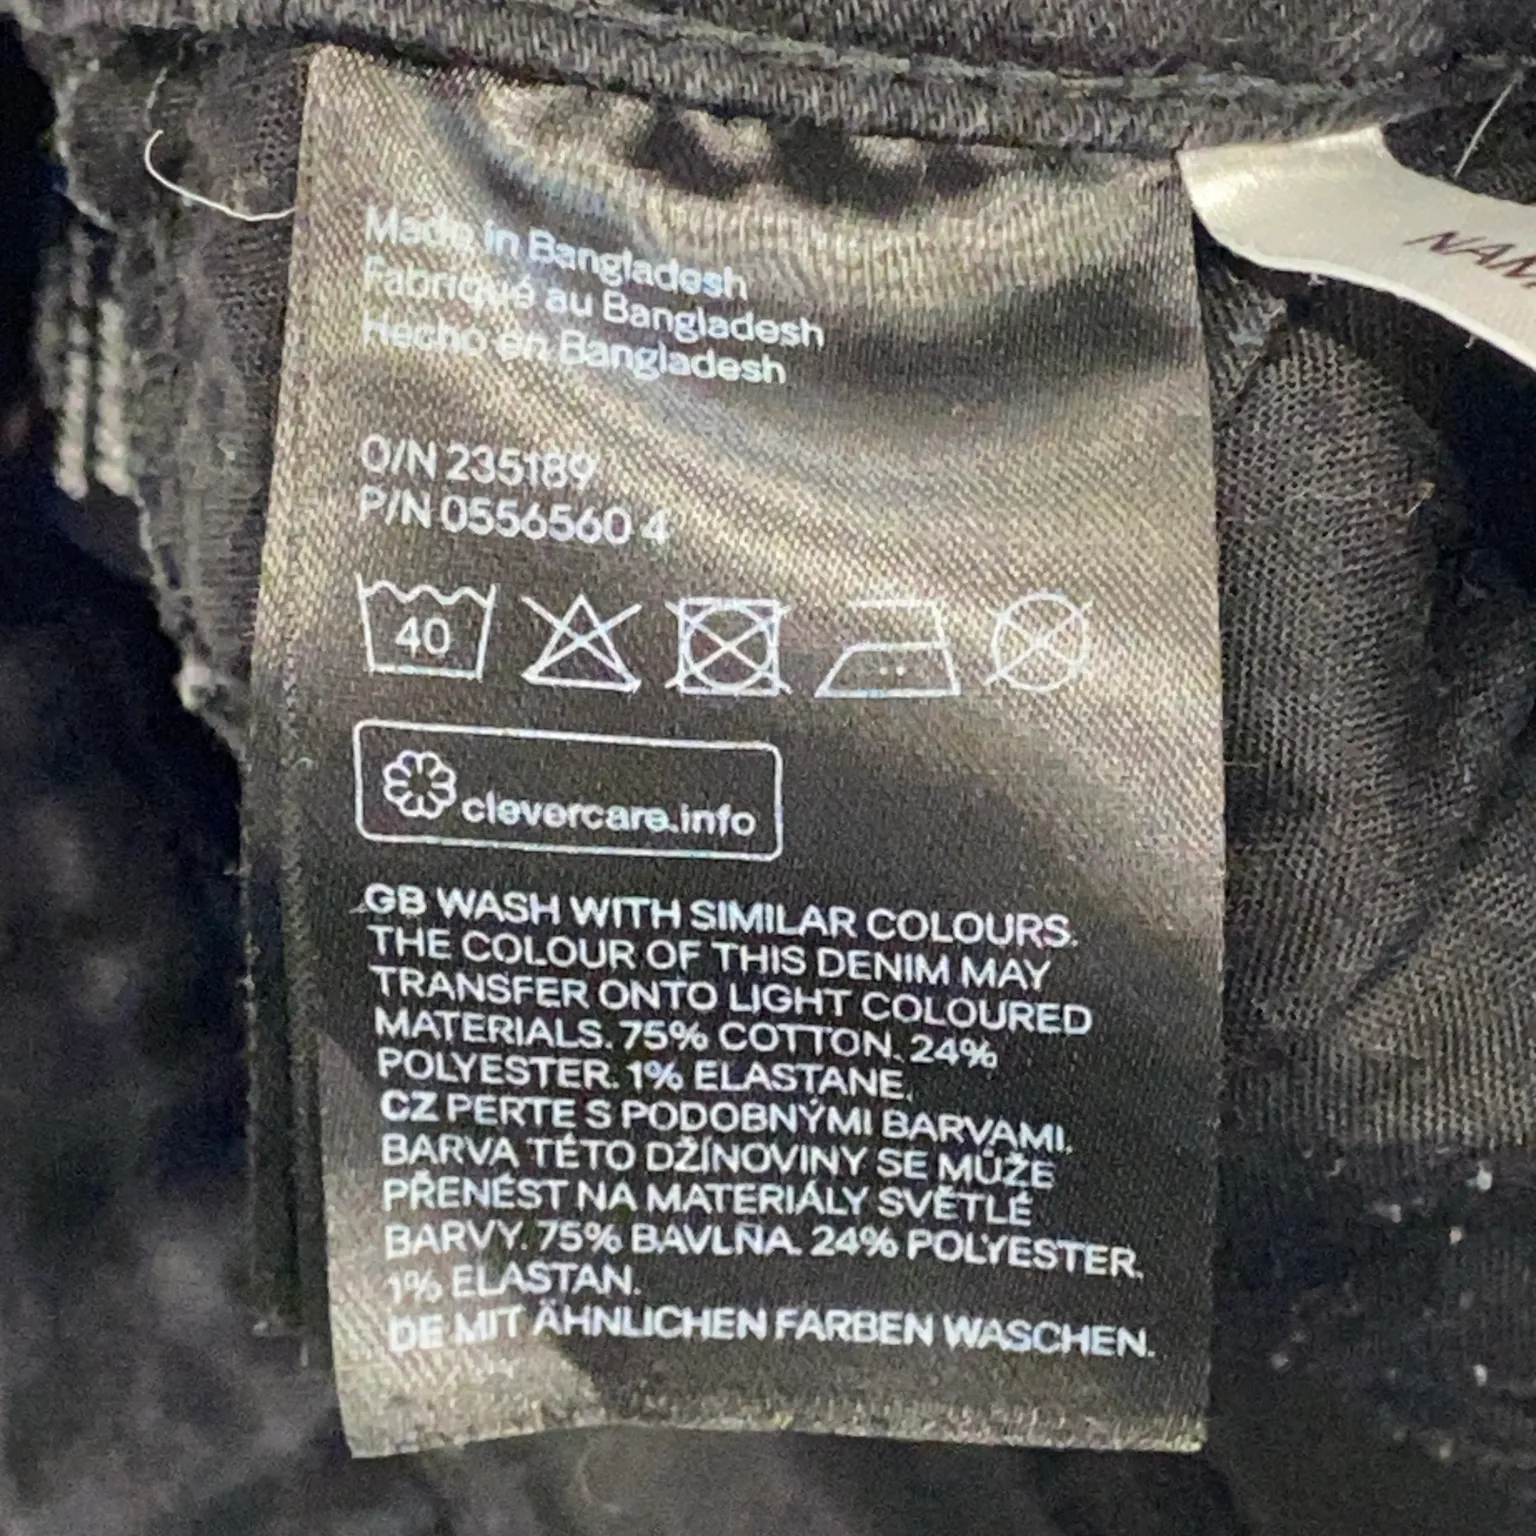 Made in Bangladesh
Fabriqué au Bangladesh
Hecho en Bangladesh
O/N 235189
P/N 0556560 4
40
clevercare.info
GB WASH WITH SIMILAR COLOURS.
THE COLOUR OF THIS DENIM MAY
TRANSFER ONTO LIGHT COLOURED
MATERIALS. 75% COTTON. 24%
POLYESTER. 1% ELASTANE.
CZ PERTE S PODOBNÝMI BARVAMI.
BARVA TÉTO DŽÍNOVINY SE MŮŽE
PŘENÉST NA MATERIÁLY SVĚTLÉ
BARVY. 75% BAVLNA. 24% POLYESTER.
1% ELASTAN.
DE MIT ÄHNLICHEN FARBEN WASCHEN.